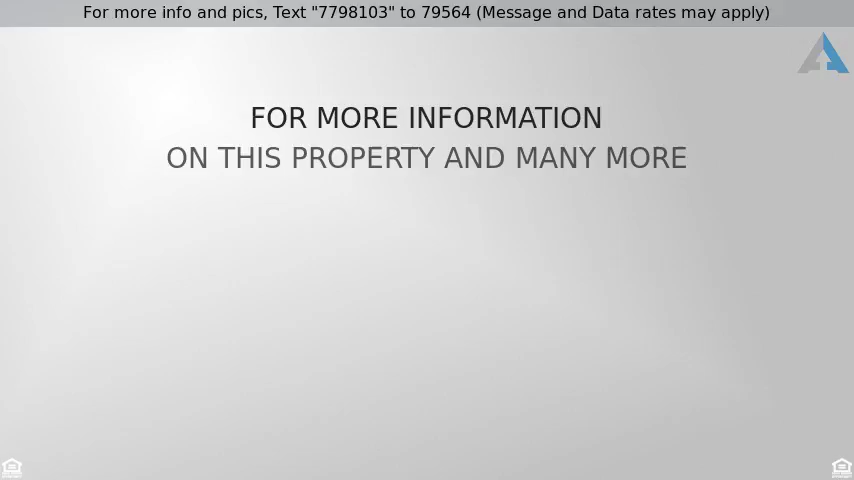 For more info and pics, Text "7798103" to 79564 (Message and Data rates may apply)
FOR MORE INFORMATION
ON THIS PROPERTY AND MANY MORE